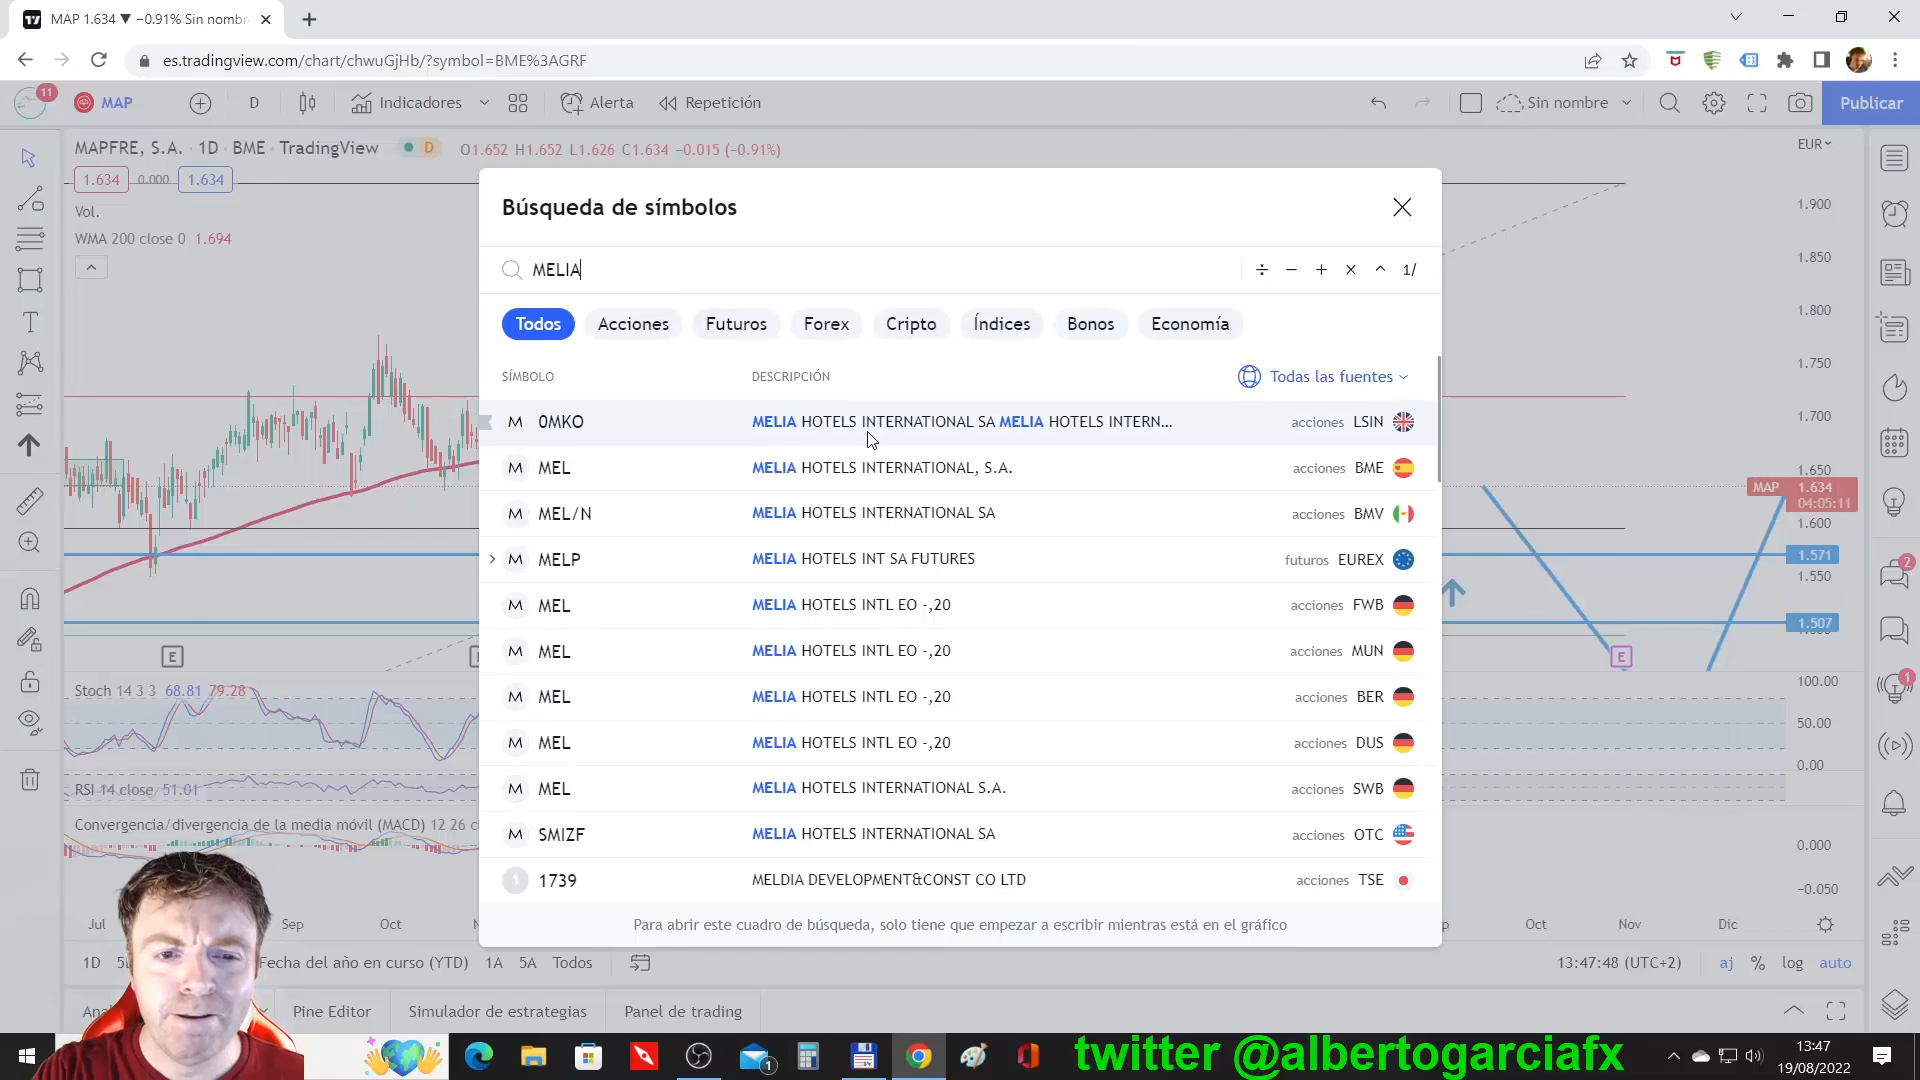 MAP 1.634 ▼ −0.91% Sin nombr
es.tradingview.com/chart/chwuGjHb/?symbol=BME%3AGRF
11
MAP
D
Indicadores
Alerta
Repetición
Sin nombre
Publicar
MAPFRE, S.A. · 1D · BME · TradingView
D
O1.652 H1.652 L1.626 C1.634 −0.015 (−0.91%)
EUR
1.634
0.000
1.634
Vol.
WMA 200 close 0 1.694
Búsqueda de símbolos
MELIA
÷ − + × ^ 1/
Todos
Acciones
Futuros
Forex
Cripto
Índices
Bonos
Economía
SÍMBOLO
DESCRIPCIÓN
Todas las fuentes
M 0MKO MELIA HOTELS INTERNATIONAL SA MELIA HOTELS INTERN... acciones LSIN
M MEL MELIA HOTELS INTERNATIONAL, S.A. acciones BME
M MEL/N MELIA HOTELS INTERNATIONAL SA acciones BMV
M MELP MELIA HOTELS INT SA FUTURES futuros EUREX
M MEL MELIA HOTELS INTL EO -,20 acciones FWB
M MEL MELIA HOTELS INTL EO -,20 acciones MUN
M MEL MELIA HOTELS INTL EO -,20 acciones BER
M MEL MELIA HOTELS INTL EO -,20 acciones DUS
M MEL MELIA HOTELS INTERNATIONAL S.A. acciones SWB
M SMIZF MELIA HOTELS INTERNATIONAL SA acciones OTC
1 1739 MELDIA DEVELOPMENT&CONST CO LTD acciones TSE
Para abrir este cuadro de búsqueda, solo tiene que empezar a escribir mientras está en el gráfico
1.900
1.850
1.800
1.750
1.700
1.650
MAP 1.634
04:05:11
1.600
1.571
1.550
1.507
E
E
2
1
Stoch 14 3 3 68.81 79.28
100.00
50.00
0.00
RSI 14 close 51.01
Convergencia/divergencia de la media móvil (MACD) 12 26 c
0.000
−0.050
Jul
Sep
Oct
Oct
Nov
Dic
1D
Fecha del año en curso (YTD)
1A
5A
Todos
13:47:48 (UTC+2)
aj
%
log
auto
Pine Editor
Simulador de estrategias
Panel de trading
1
twitter @albertogarciafx
13:47
19/08/2022